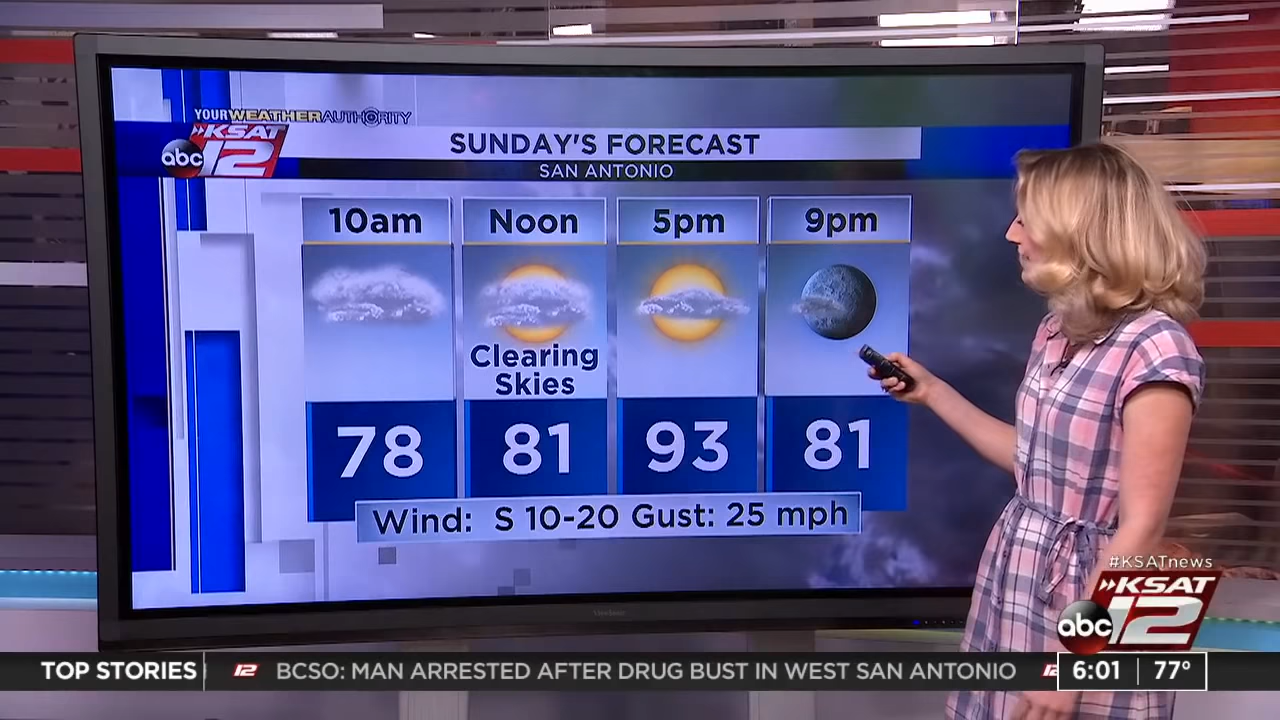 YOUR WEATHER AUTHORITY
KSAT
abc 12
SUNDAY'S FORECAST
SAN ANTONIO
10am
Noon
5pm
9pm
Clearing
Skies
78
81
93
81
Wind: S 10-20 Gust: 25 mph
ViewSonic
#KSATnews
KSAT
abc 12
TOP STORIES
12 BCSO: MAN ARRESTED AFTER DRUG BUST IN WEST SAN ANTONIO
6:01
77°